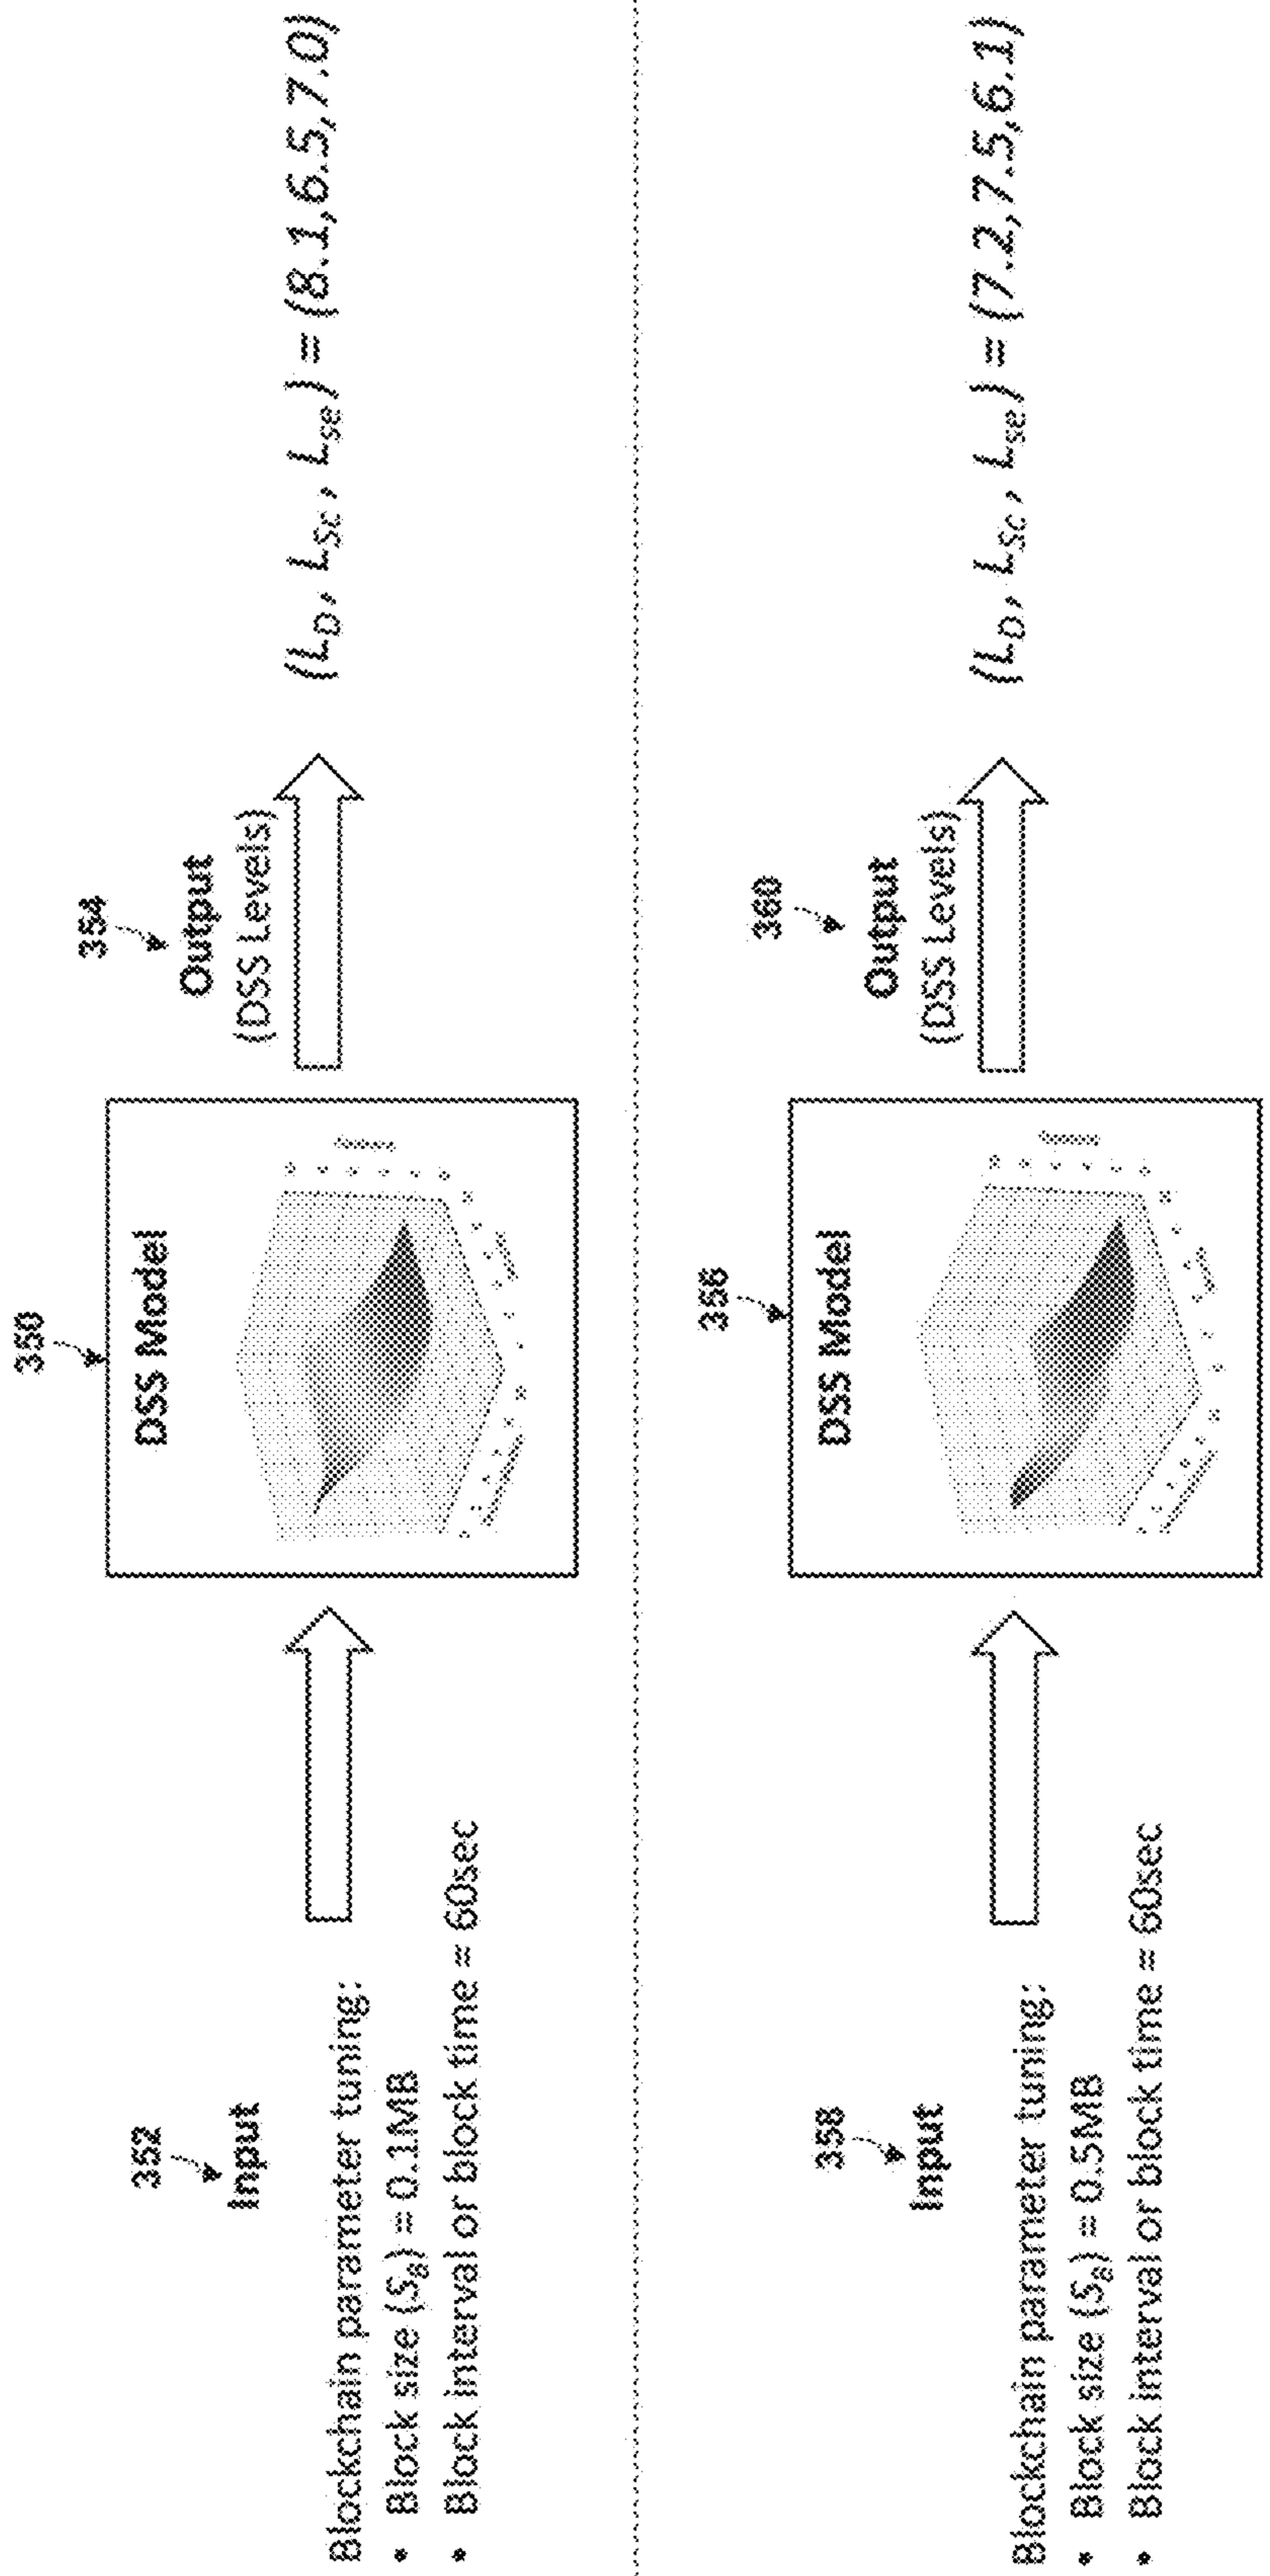 352
Input
Blockchain parameter tuning:
• Block size (S_B) = 0.1MB
• Block interval or block time = 60sec
350
DSS Model
354
Output
(DSS Levels)
(L_D, L_Sc, L_se) = (8.1,6.5,7.0)
358
Input
Blockchain parameter tuning:
• Block size (S_B) = 0.5MB
• Block interval or block time = 60sec
356
DSS Model
360
Output
(DSS Levels)
(L_D, L_Sc, L_se) = (7.2,7.5,6.1)